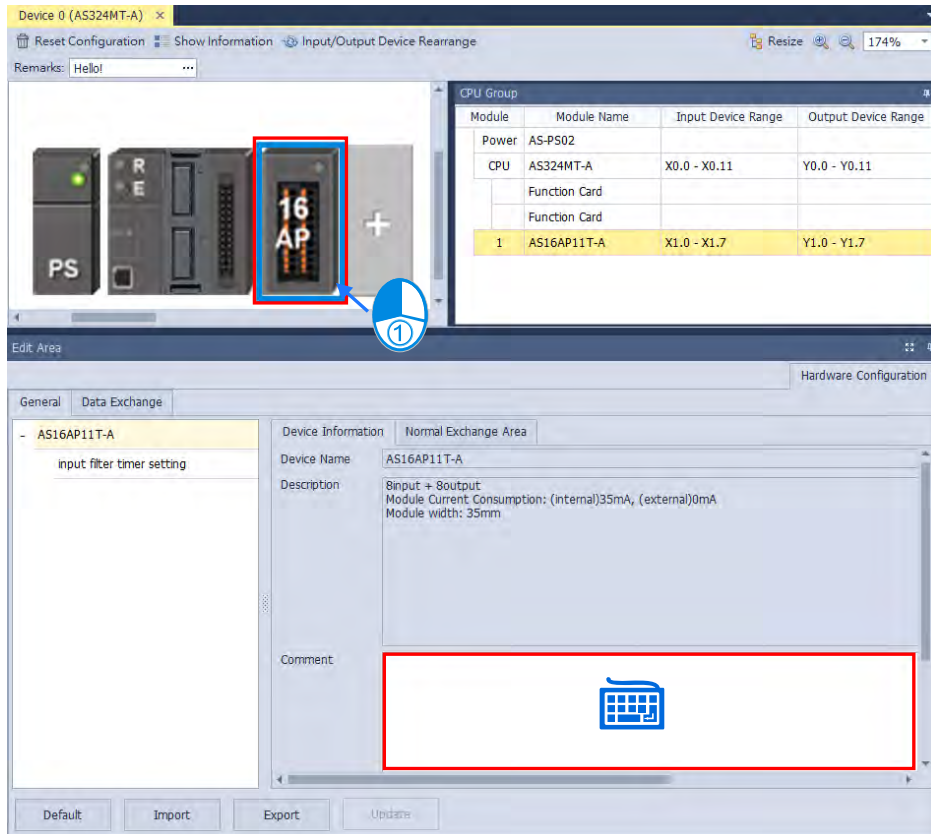 Device 0 (AS324MT-A) ×
Reset Configuration Show Information Input/Output Device Rearrange Resize 174%
Remarks: Hello! ...
PS
R
E
16
AP
+
①
CPU Group
Module Module Name Input Device Range Output Device Range
Power AS-PS02
CPU AS324MT-A X0.0 - X0.11 Y0.0 - Y0.11
Function Card
Function Card
1 AS16AP11T-A X1.0 - X1.7 Y1.0 - Y1.7
Edit Area
Hardware Configuration
General Data Exchange
- AS16AP11T-A
input filter timer setting
Device Information Normal Exchange Area
Device Name AS16AP11T-A
Description 8input + 8output
Module Current Consumption: (internal)35mA, (external)0mA
Module width: 35mm
Comment
Default Import Export Update